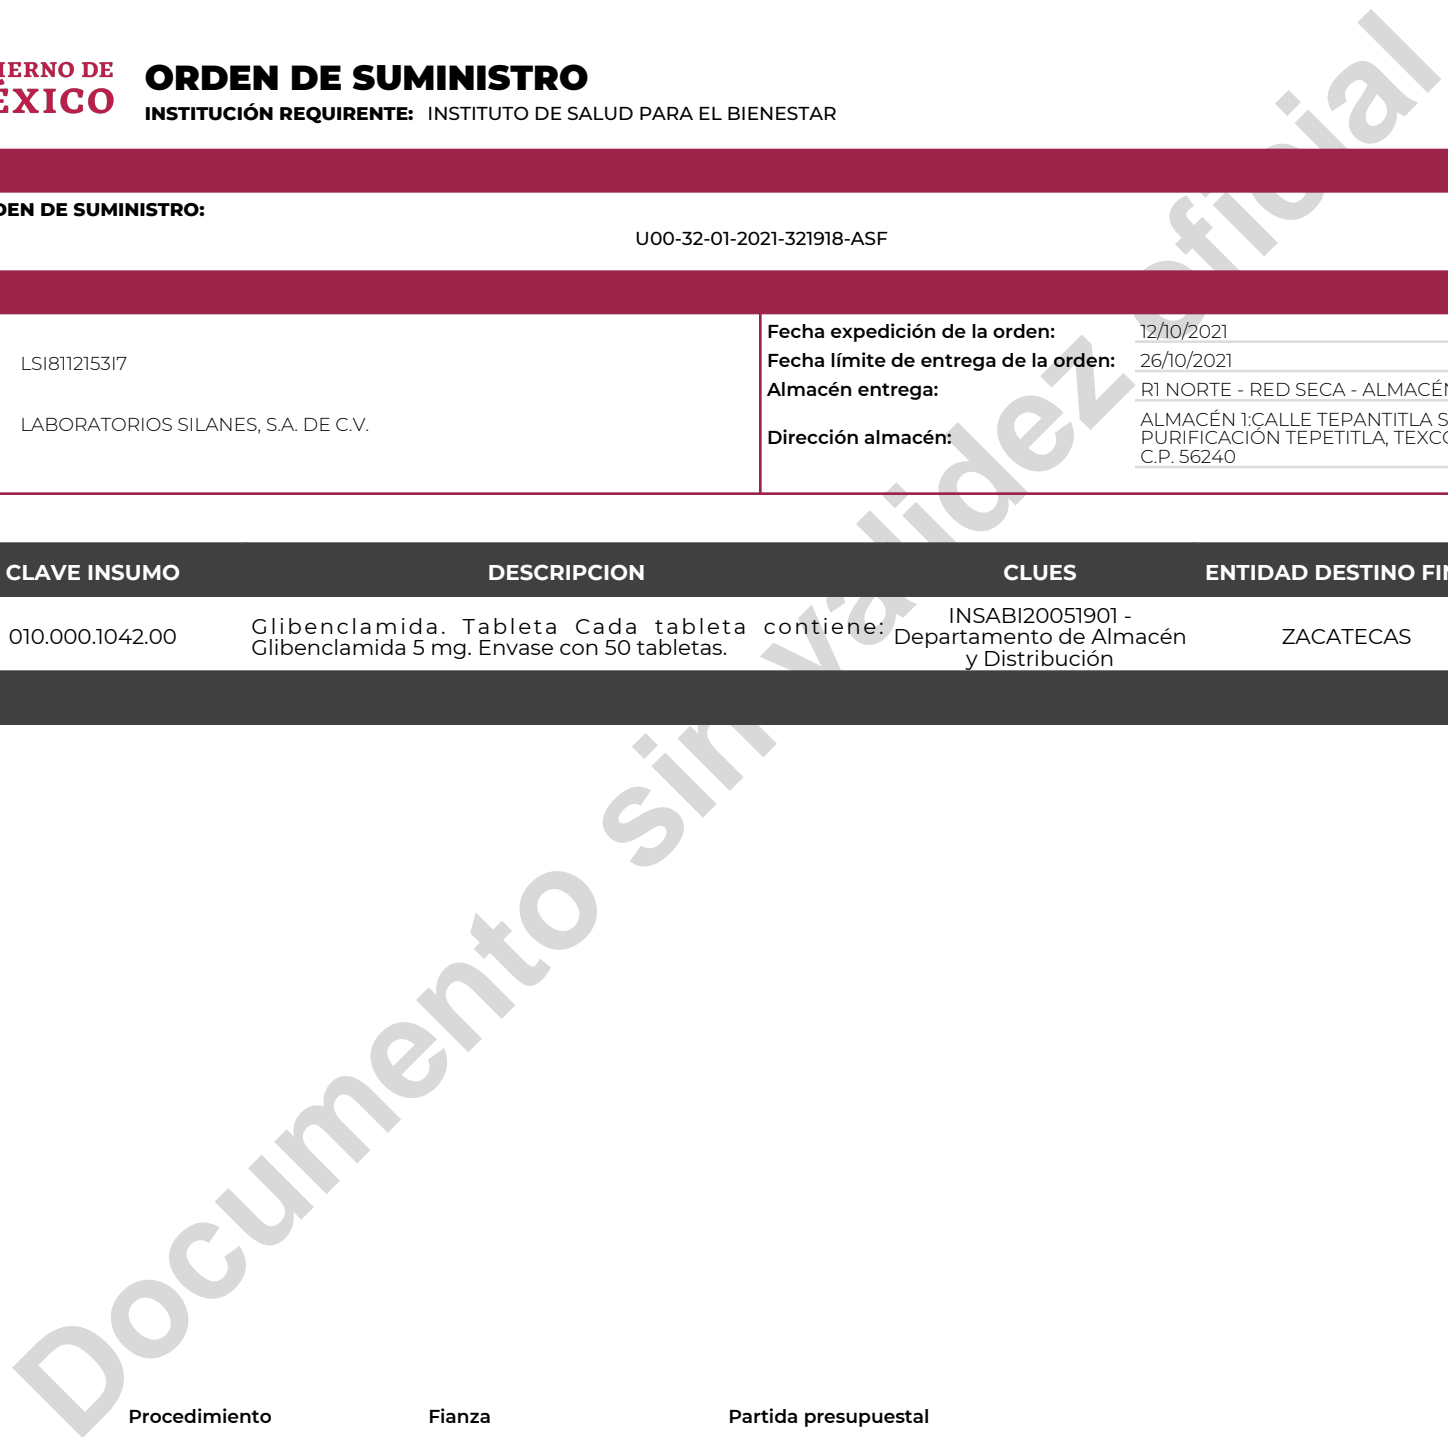 IERNO DE
ÉXICO
ORDEN DE SUMINISTRO
INSTITUCIÓN REQUIRENTE: INSTITUTO DE SALUD PARA EL BIENESTAR
DEN DE SUMINISTRO:
U00-32-01-2021-321918-ASF
LSI8112153I7
LABORATORIOS SILANES, S.A. DE C.V.
Fecha expedición de la orden: 12/10/2021
Fecha límite de entrega de la orden: 26/10/2021
Almacén entrega: R1 NORTE - RED SECA - ALMACÉN
Dirección almacén:
ALMACÉN 1:CALLE TEPANTITLA S
PURIFICACIÓN TEPETITLA, TEXCO
C.P. 56240
CLAVE INSUMO DESCRIPCION CLUES ENTIDAD DESTINO FIN
010.000.1042.00
Glibenclamida. Tableta Cada tableta contiene:
Glibenclamida 5 mg. Envase con 50 tabletas.
INSABI20051901 -
Departamento de Almacén
y Distribución
ZACATECAS
Documento sin validez oficial
Procedimiento Fianza Partida presupuestal